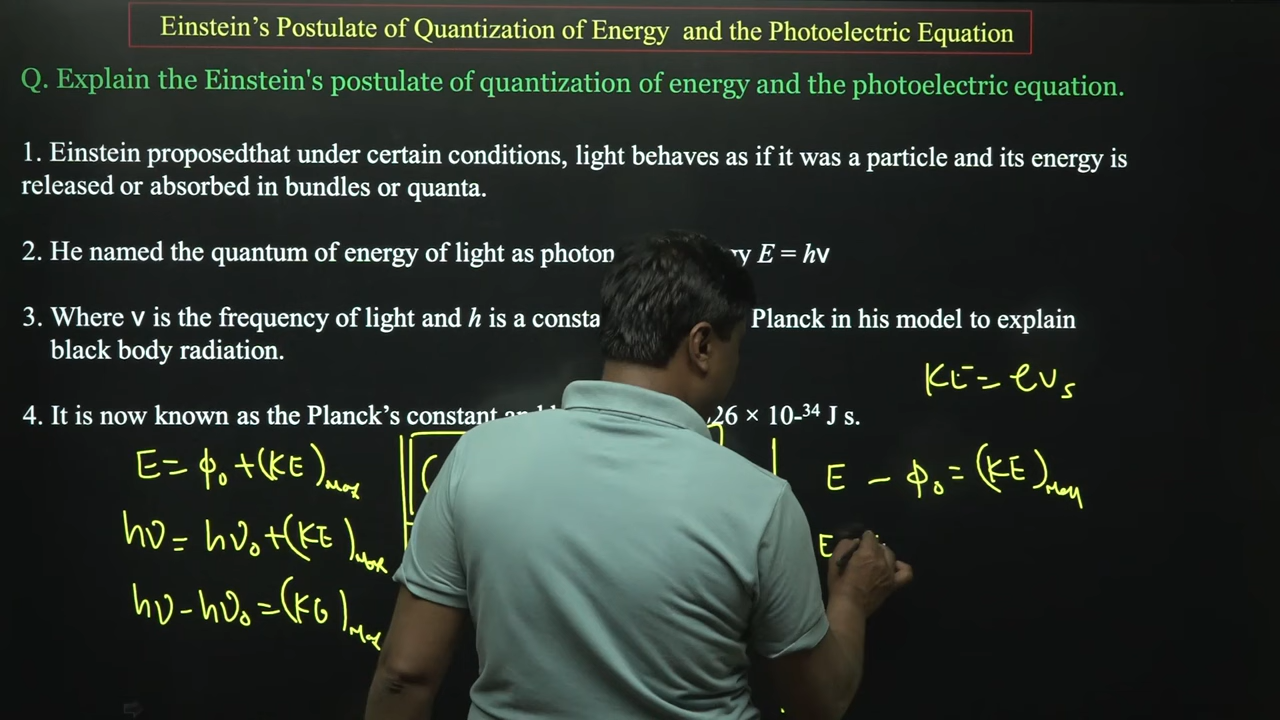 Einstein's Postulate of Quantization of Energy and the Photoelectric Equation
Q. Explain the Einstein's postulate of quantization of energy and the photoelectric equation.
1. Einstein proposedthat under certain conditions, light behaves as if it was a particle and its energy is
released or absorbed in bundles or quanta.
2. He named the quantum of energy of light as photon E = hν
3. Where ν is the frequency of light and h is a Planck in his model to explain
black body radiation.
KE = eVₛ
4. It is now known as the Planck's constant 26 × 10-³⁴ J s.
E = φ₀ + (KE)max
E - φ₀ = (KE)max
hν = hν₀ + (KE)max
E
hν - hν₀ = (KE)max